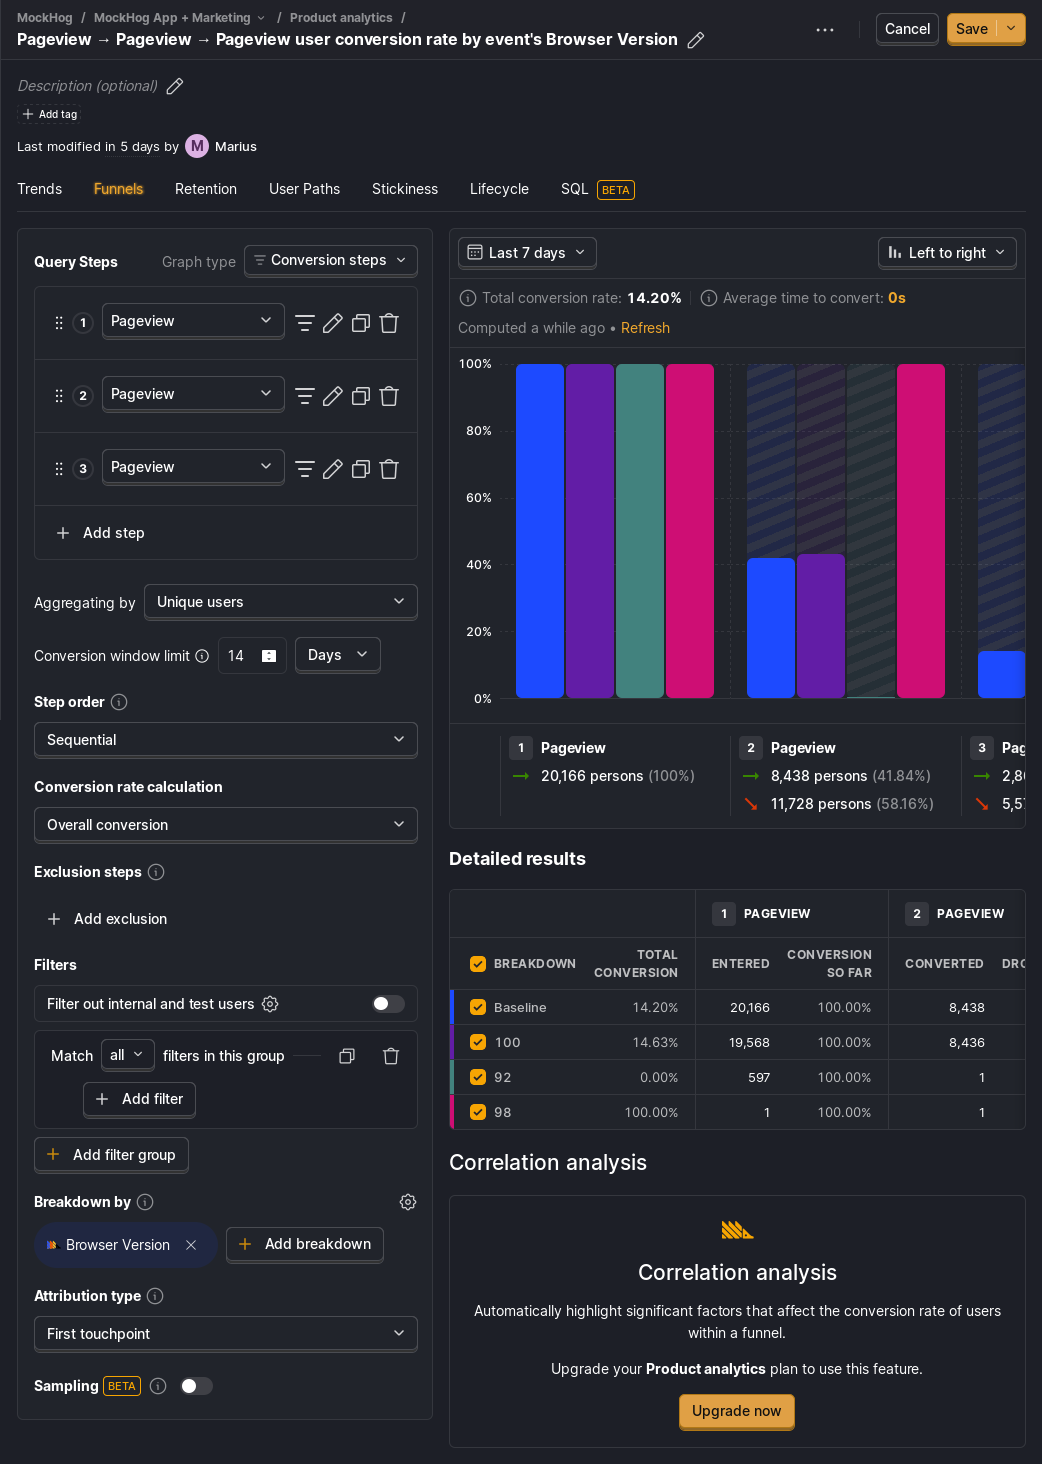 MockHog / MockHog App + Marketing / Product analytics /
Pageview → Pageview → Pageview user conversion rate by event's Browser Version
Cancel
Save
Description (optional)
+ Add tag
Last modified in 5 days by M Marius
Trends Funnels Retention User Paths Stickiness Lifecycle SQL BETA
Query Steps Graph type Conversion steps
1 Pageview
2 Pageview
3 Pageview
+ Add step
Aggregating by Unique users
Conversion window limit 14 Days
Step order
Sequential
Conversion rate calculation
Overall conversion
Exclusion steps
+ Add exclusion
Filters
Filter out internal and test users
Match all filters in this group
+ Add filter
+ Add filter group
Breakdown by
Browser Version
+ Add breakdown
Attribution type
First touchpoint
Sampling BETA
Last 7 days Left to right
Total conversion rate: 14.20% Average time to convert: 0s
Computed a while ago • Refresh
100%
80%
60%
40%
20%
0%
1 Pageview
→ 20,166 persons (100%)
2 Pageview
→ 8,438 persons (41.84%)
11,728 persons (58.16%)
3
Detailed results
1 PAGEVIEW 2 PAGEVIEW
BREAKDOWN TOTAL CONVERSION ENTERED CONVERSION SO FAR CONVERTED
Baseline 14.20% 20,166 100.00% 8,438
100 14.63% 19,568 100.00% 8,436
92 0.00% 597 100.00% 1
98 100.00% 1 100.00% 1
Correlation analysis
Correlation analysis
Automatically highlight significant factors that affect the conversion rate of users
within a funnel.
Upgrade your Product analytics plan to use this feature.
Upgrade now